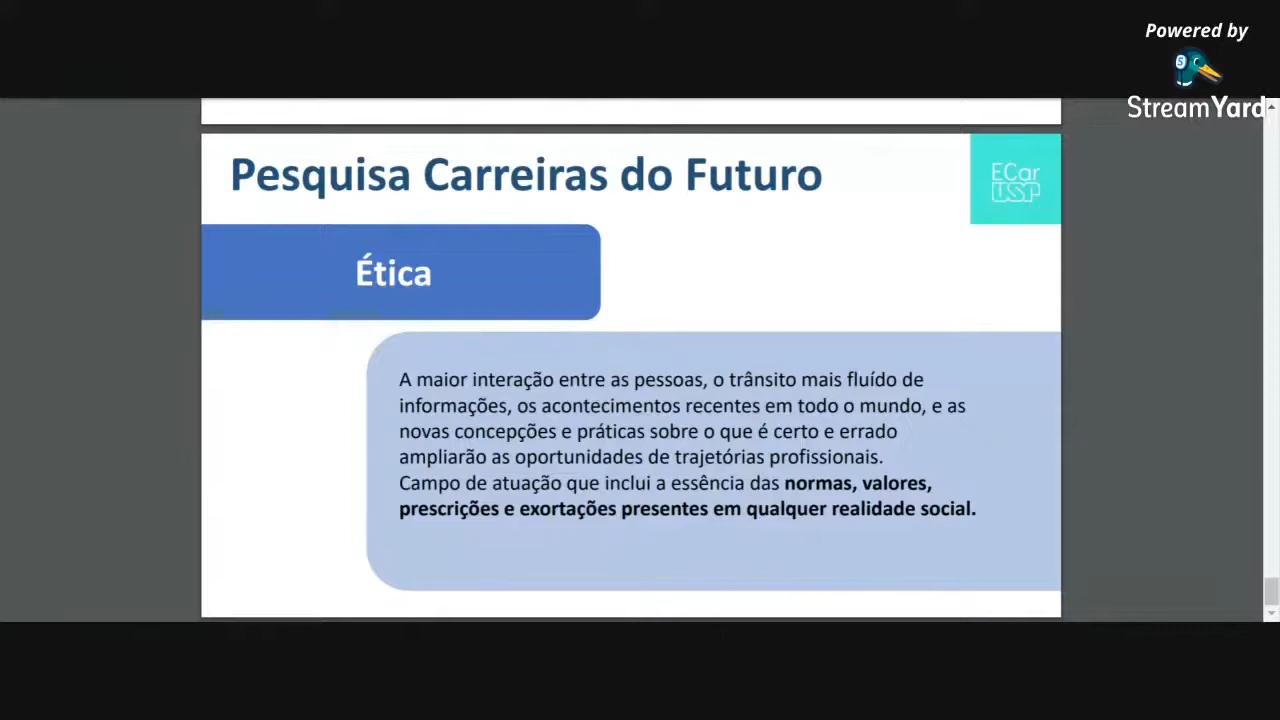 Powered by
StreamYard
Pesquisa Carreiras do Futuro
ECar
USP
Ética
A maior interação entre as pessoas, o trânsito mais fluído de
informações, os acontecimentos recentes em todo o mundo, e as
novas concepções e práticas sobre o que é certo e errado
ampliarão as oportunidades de trajetórias profissionais.
Campo de atuação que inclui a essência das normas, valores,
prescrições e exortações presentes em qualquer realidade social.